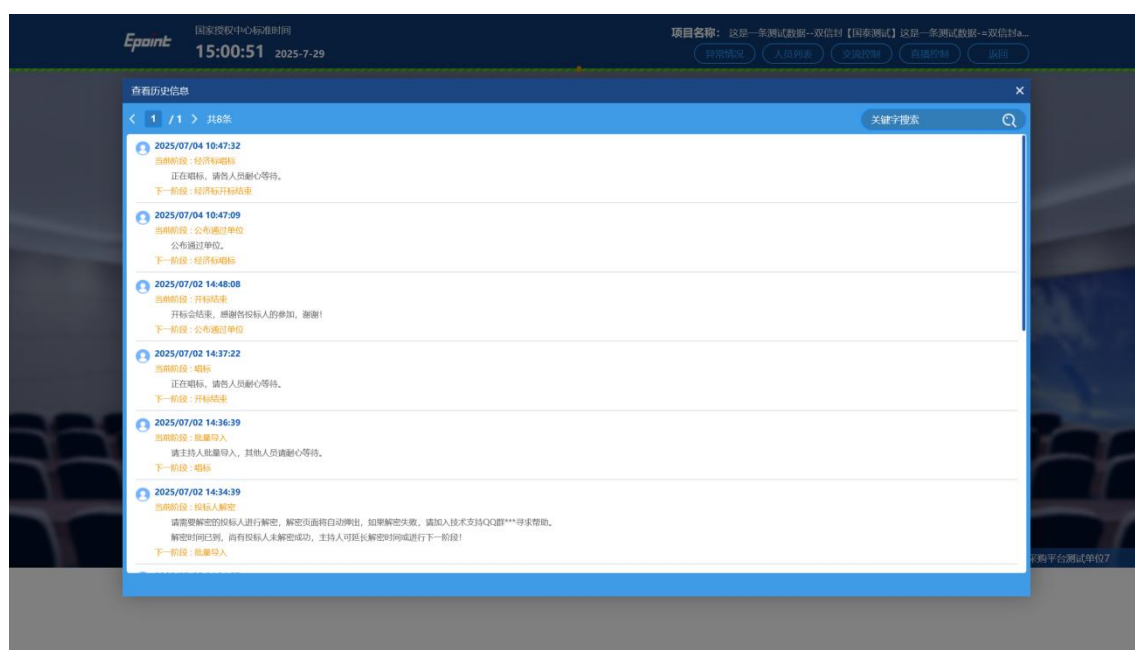 Epoint
国家授权中心标准时间
15:00:51 2025-7-29
项目名称： 这是一条测试数据--双信封【国泰测试】这是一条测试数据-=双信封a...
异常情况 人员列表 交流控制 直播控制 返回
查看历史信息 ×
< 1 / 1 > 共8条 关键字搜索
2025/07/04 10:47:32
当前阶段 : 经济标唱标
正在唱标，请各人员耐心等待。
下一阶段 : 经济标开标结束
2025/07/04 10:47:09
当前阶段 : 公布通过单位
公布通过单位。
下一阶段 : 经济标唱标
2025/07/02 14:48:08
当前阶段 : 开标结束
开标会结束，感谢各投标人的参加，谢谢！
下一阶段 : 公布通过单位
2025/07/02 14:37:22
当前阶段 : 唱标
正在唱标，请各人员耐心等待。
下一阶段 : 开标结束
2025/07/02 14:36:39
当前阶段 : 批量导入
请主持人批量导入，其他人员请耐心等待。
下一阶段 : 唱标
2025/07/02 14:34:39
当前阶段 : 投标人解密
请需要解密的投标人进行解密，解密页面将自动弹出，如果解密失败，请加入技术支持QQ群***寻求帮助。
解密时间已到，尚有投标人未解密成功，主持人可延长解密时间或进行下一阶段！
下一阶段 : 批量导入
采购平台测试单位7